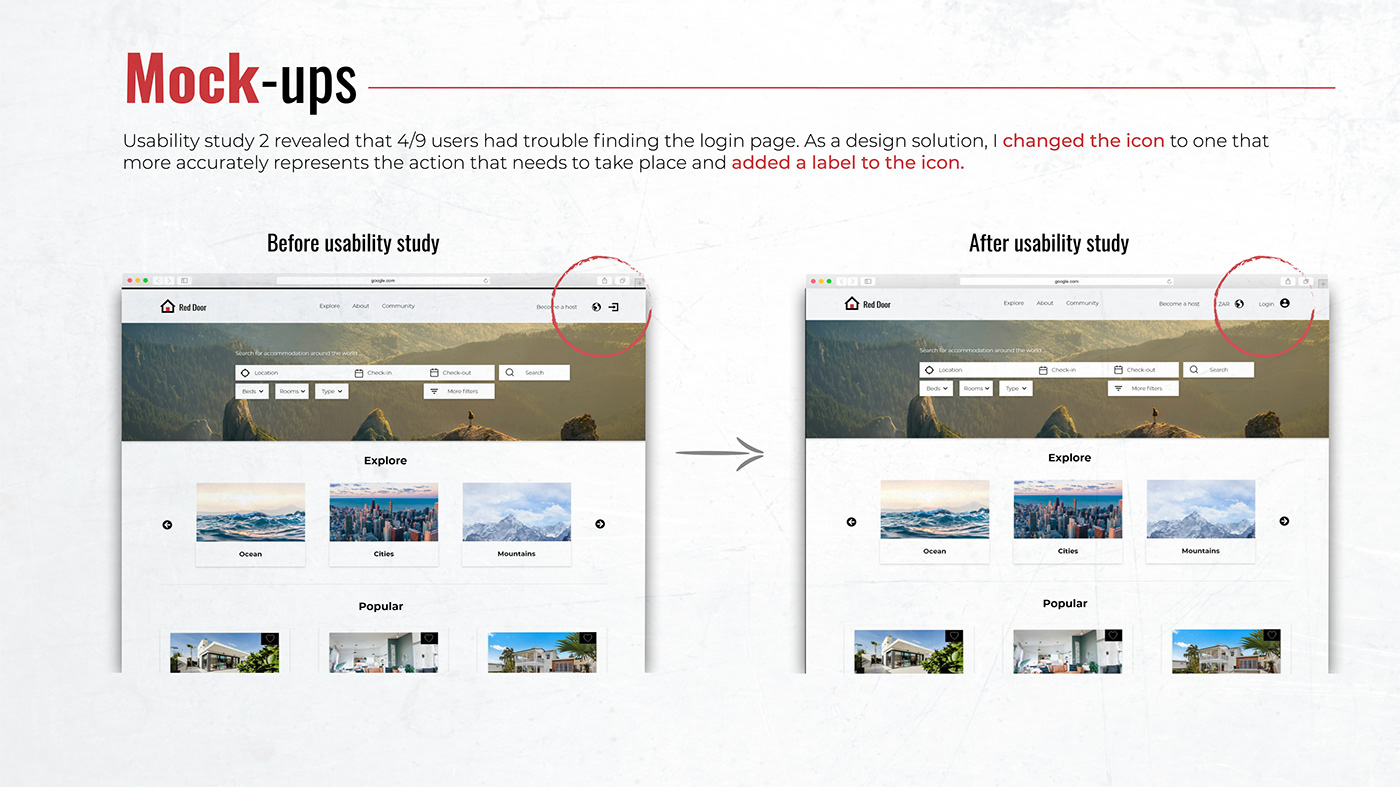 Mock-ups
Usability study 2 revealed that 4/9 users had trouble finding the login page. As a design solution, I changed the icon to one that
more accurately represents the action that needs to take place and added a label to the icon.
Before usability study
google.com
Red Door
Explore About Community
Become a host
Search for accommodation around the world...
Location Check-in Check-out Search
Beds Rooms Type More filters
Explore
Ocean Cities Mountains
Popular
After usability study
google.com
Red Door
Explore About Community
Become a host ZAR Login
Search for accommodation around the world...
Location Check-in Check-out Search
Beds Rooms Type More filters
Explore
Ocean Cities Mountains
Popular